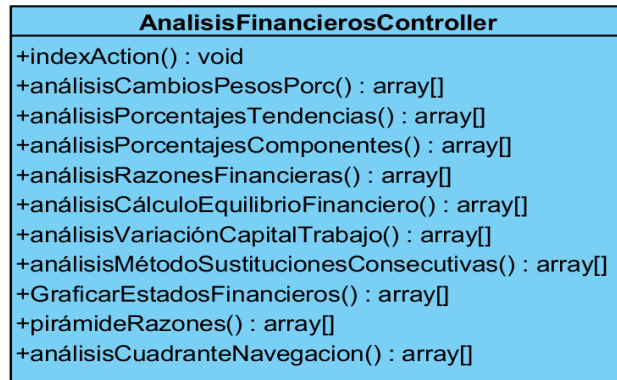 AnalisisFinancierosController
+indexAction() : void
+análisisCambiosPesosPorc() : array[]
+análisisPorcentajesTendencias() : array[]
+análisisPorcentajesComponentes() : array[]
+análisisRazonesFinancieras() : array[]
+análisisCálculoEquilibrioFinanciero() : array[]
+análisisVariaciónCapitalTrabajo() : array[]
+análisisMétodoSustitucionesConsecutivas() : array[]
+GraficarEstadosFinancieros() : array[]
+pirámideRazones() : array[]
+análisisCuadranteNavegacion() : array[]